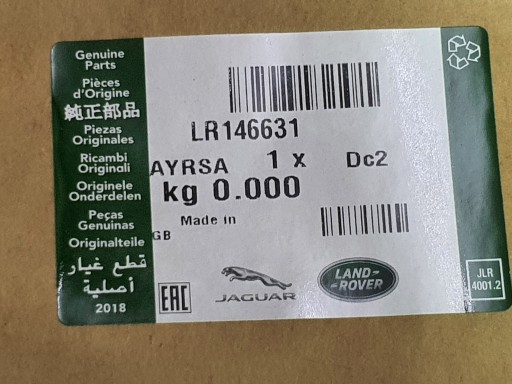 Genuine
Parts
Pièces
d'Origine
純正部品
Piezas
Originales
Ricambi
Originali
Originele
Onderdelen
Peças
Genuinas
Originalteile
قطع غيار
أصلية
2018
LR146631
AYRSA 1 x Dc2
kg 0.000
Made in
GB
EAC
JAGUAR
LAND-
-ROVER
JLR
4001.2